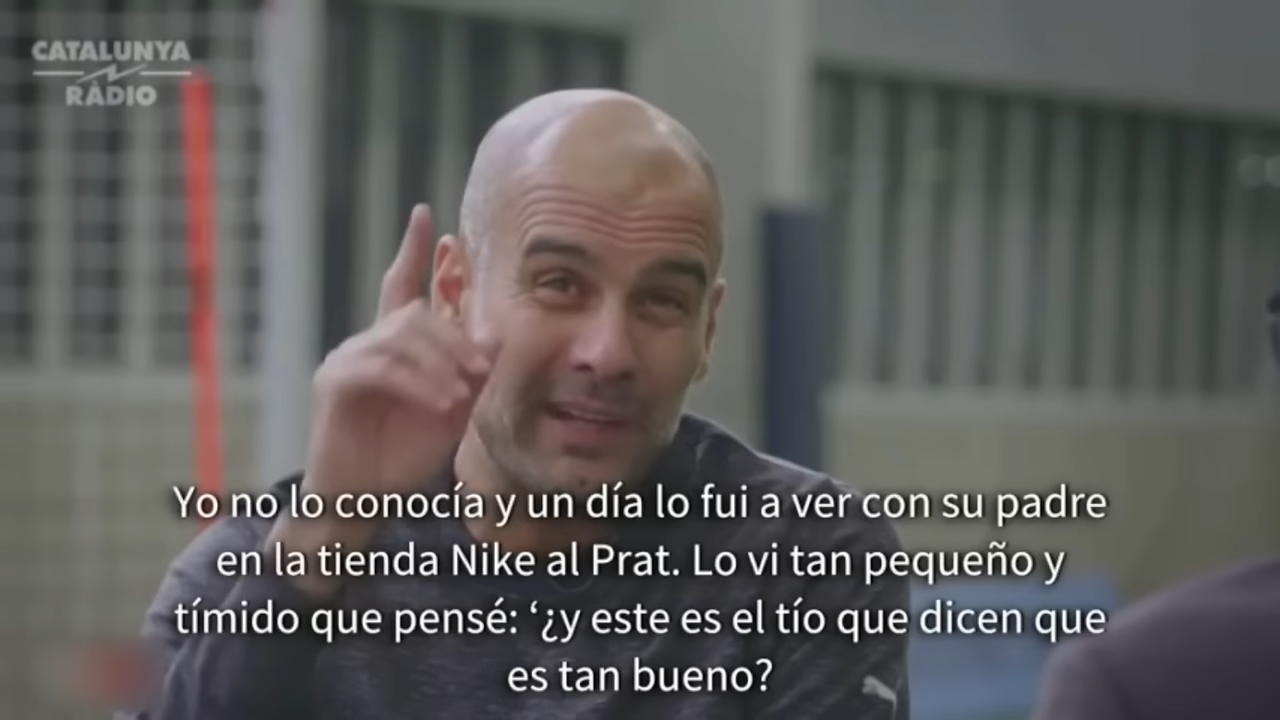 CATALUNYA
RÀDIO
Yo no lo conocía y un día lo fui a ver con su padre
en la tienda Nike al Prat. Lo vi tan pequeño y
tímido que pensé: ‘¿y este es el tío que dicen que
es tan bueno?